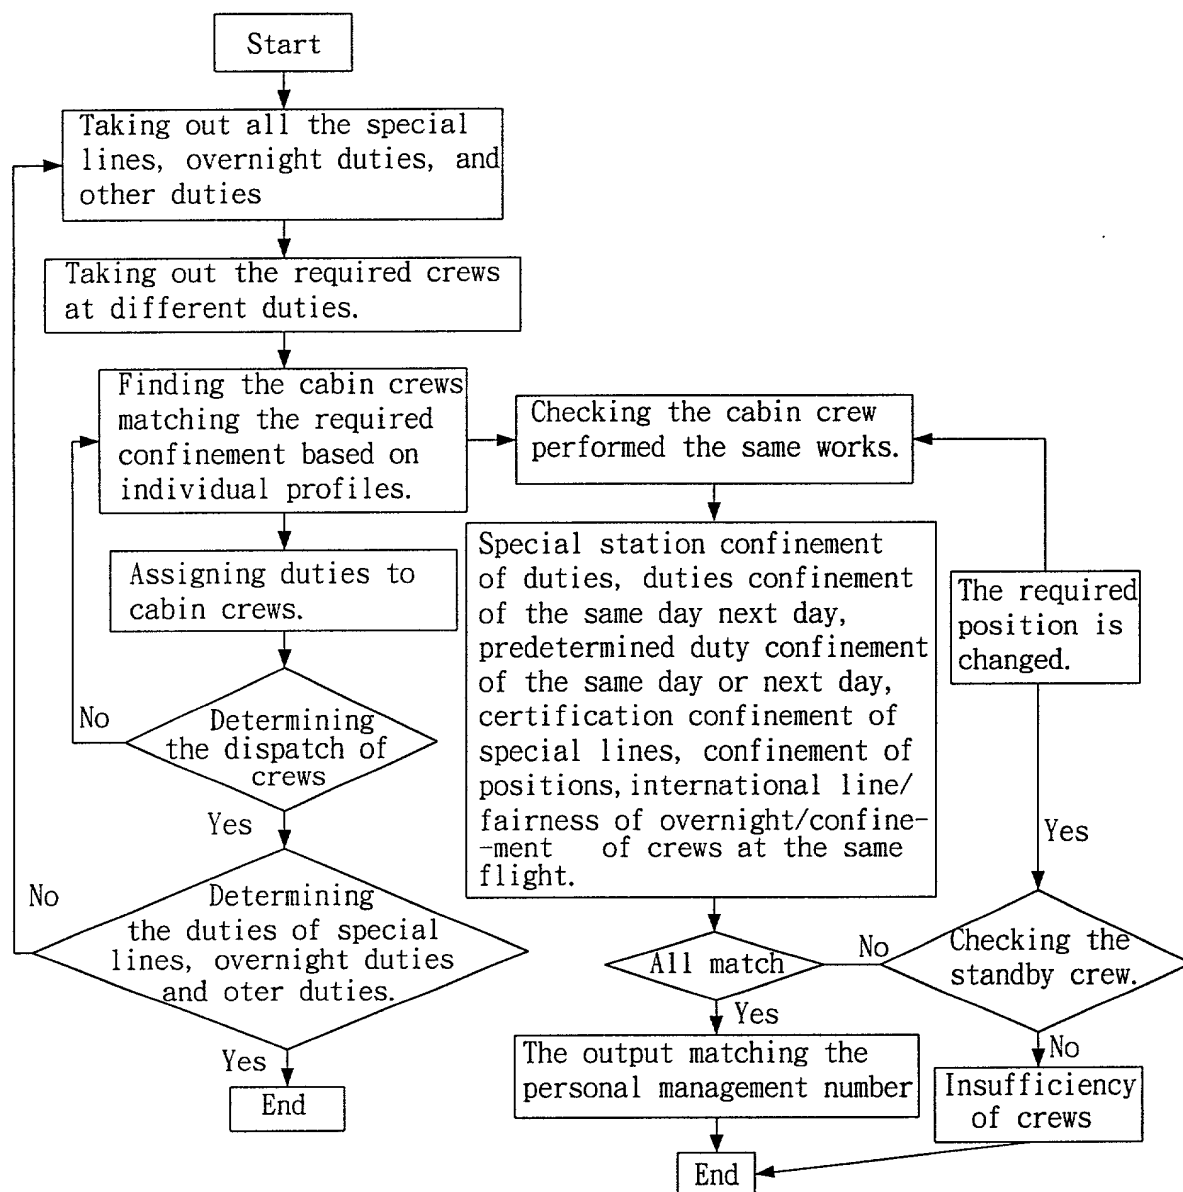 Start
Taking out all the special
lines, overnight duties, and
other duties
Taking out the required crews
at different duties.
Finding the cabin crews
matching the required
confinement based on
individual profiles.
Assigning duties to
cabin crews.
No
Determining
the dispatch of
crews
Yes
No
Determining
the duties of special
lines, overnight duties
and oter duties.
Yes
End
Checking the cabin crew
performed the same works.
Special station confinement
of duties, duties confinement
of the same day next day,
predetermined duty confinement
of the same day or next day,
certification confinement of
special lines, confinement of
positions, international line/
fairness of overnight/confine-
-ment of crews at the same
flight.
All match
No
Yes
The output matching the
personal management number
End
The required
position is
changed.
Yes
Checking the
standby crew.
No
Insufficiency
of crews